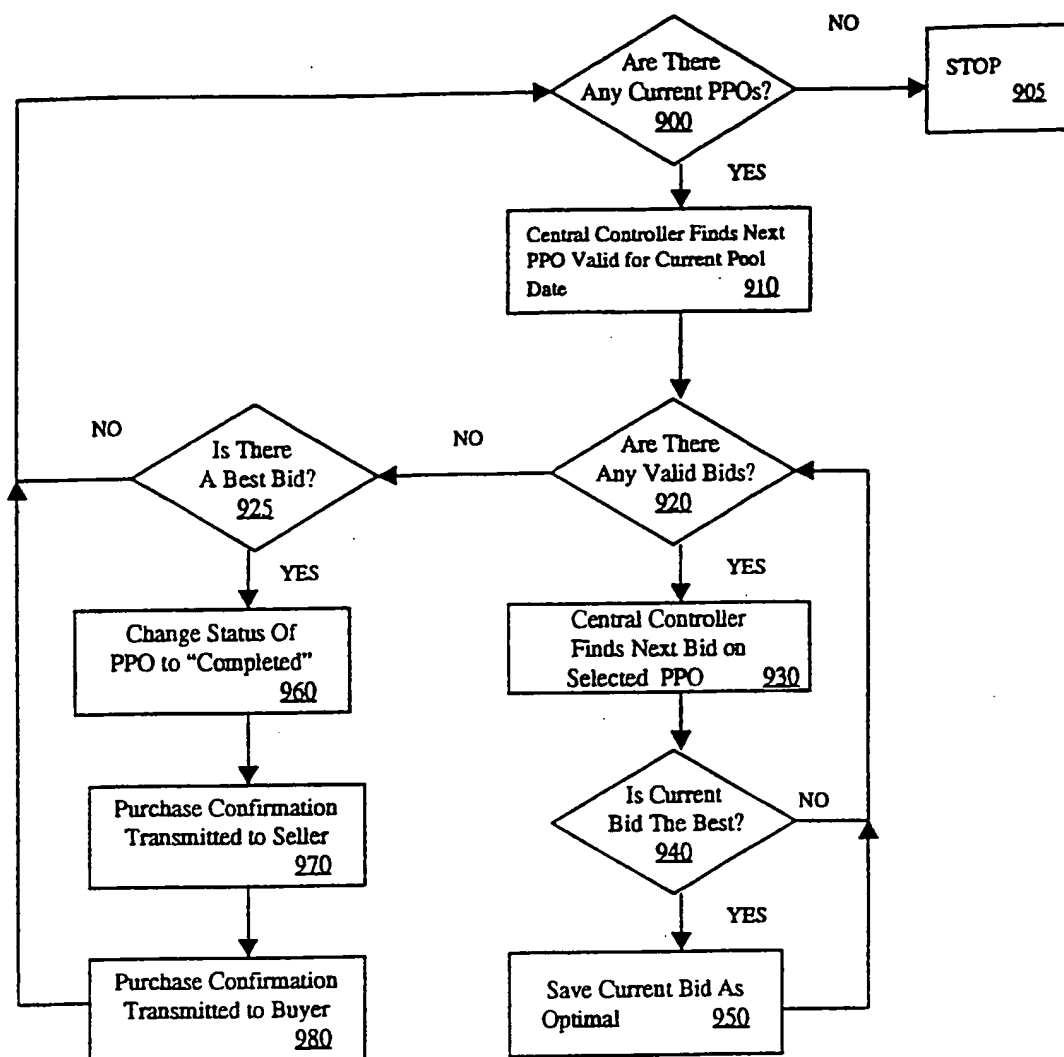 Are There
Any Current PPOs?
900
NO
STOP
905
YES
Central Controller Finds Next
PPO Valid for Current Pool
Date 910
Are There
Any Valid Bids?
920
NO
Is There
A Best Bid?
925
NO
YES
Change Status Of
PPO to "Completed"
960
Purchase Confirmation
Transmitted to Seller
970
Purchase Confirmation
Transmitted to Buyer
980
YES
Central Controller
Finds Next Bid on
Selected PPO 930
Is Current
Bid The Best?
940
NO
YES
Save Current Bid As
Optimal 950